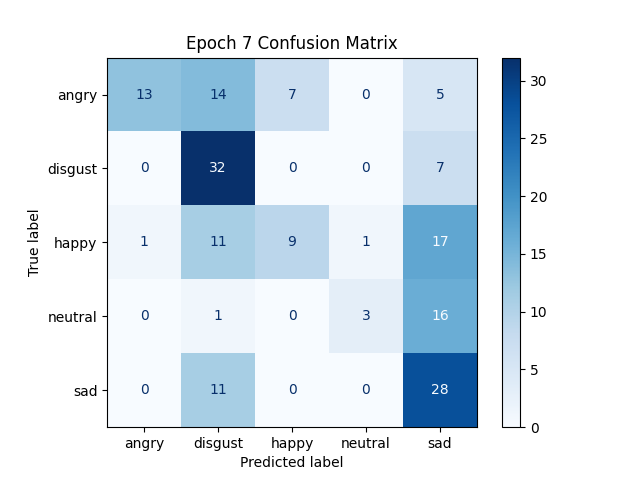 Epoch 7 Confusion Matrix
angry 13 14 7 0 5
disgust 0 32 0 0 7
happy 1 11 9 1 17
neutral 0 1 0 3 16
sad 0 11 0 0 28
angry disgust happy neutral sad
Predicted label
True label
30
25
20
15
10
5
0